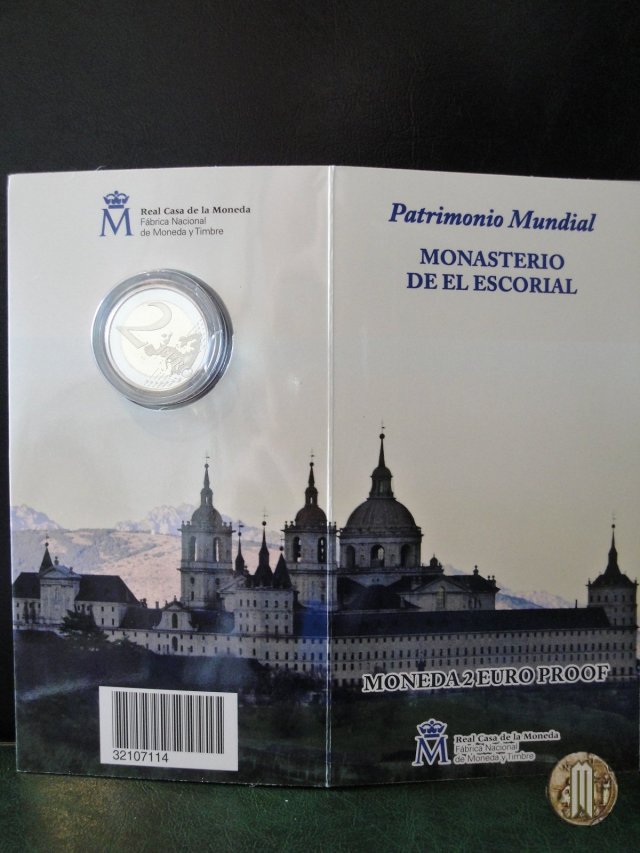 M
Real Casa de la Moneda
Fábrica Nacional
de Moneda y Timbre
2
32107114
Patrimonio Mundial
MONASTERIO
DE EL ESCORIAL
MONEDA 2 EURO PROOF
M
Real Casa de la Moneda
Fábrica Nacional
de Moneda y Timbre
M